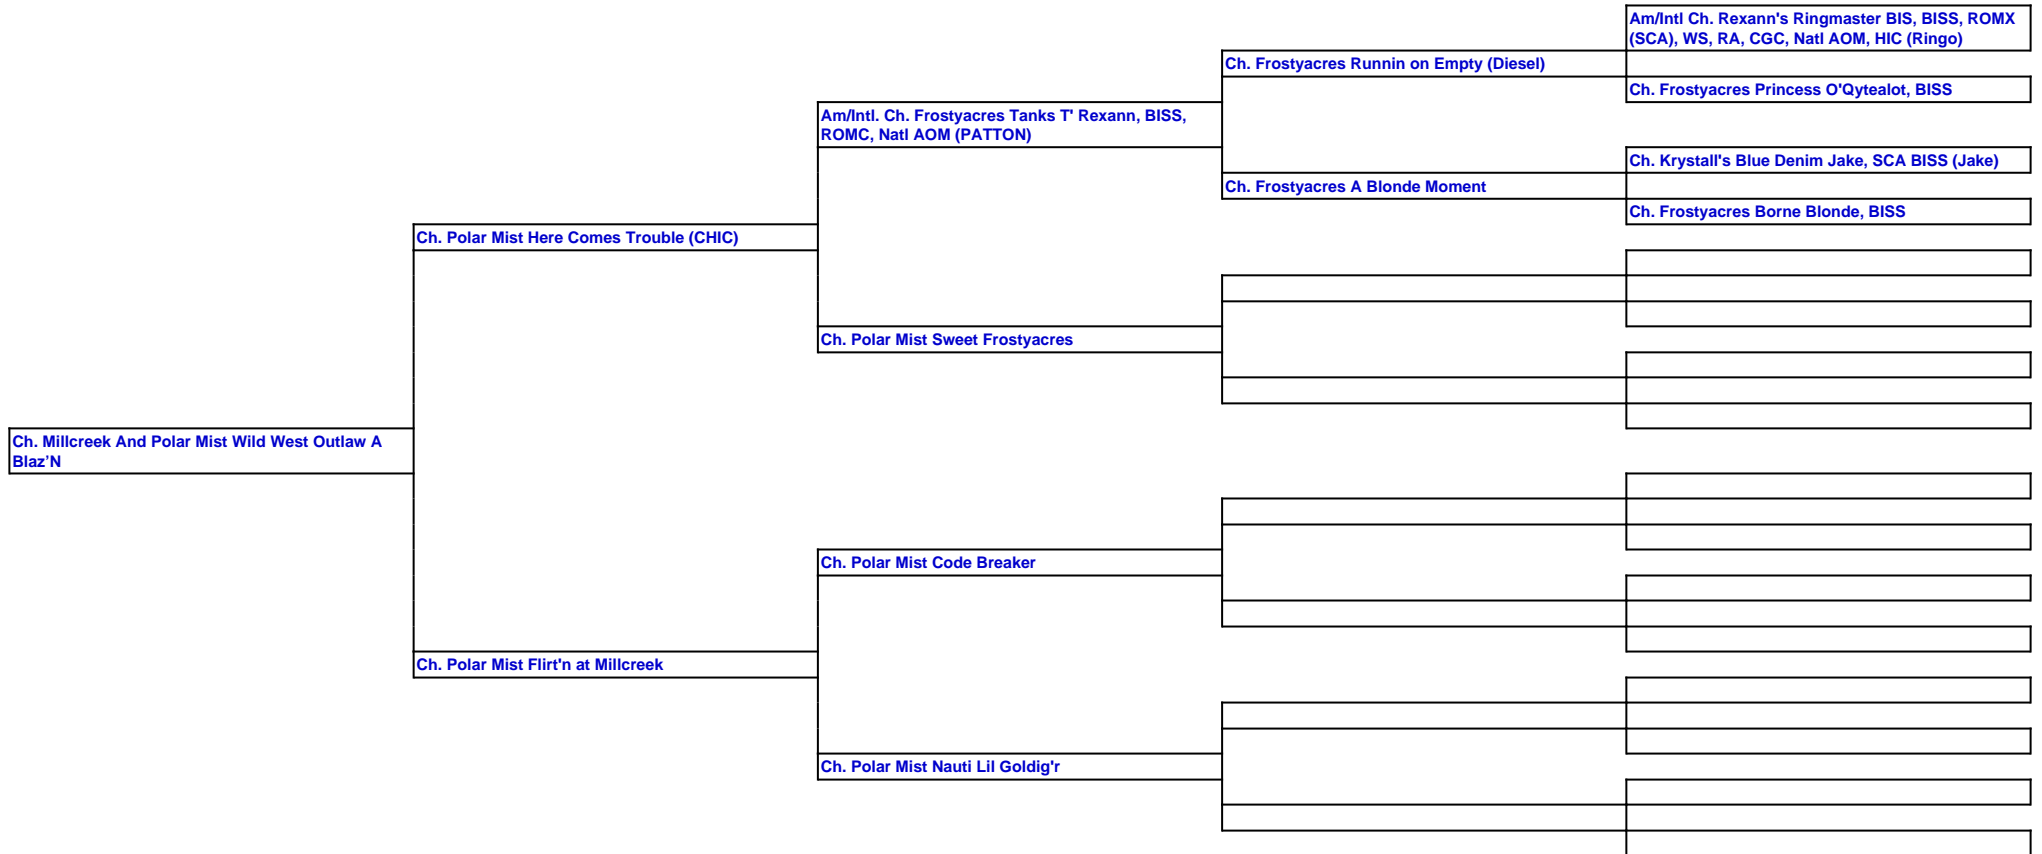 Am/Intl Ch. Rexann's Ringmaster BIS, BISS, ROMX
(SCA), WS, RA, CGC, Natl AOM, HIC (Ringo)
Ch. Frostyacres Runnin on Empty (Diesel)
Ch. Frostyacres Princess O'Qytealot, BISS
Am/Intl. Ch. Frostyacres Tanks T' Rexann, BISS,
ROMC, Natl AOM (PATTON)
Ch. Krystall's Blue Denim Jake, SCA BISS (Jake)
Ch. Frostyacres A Blonde Moment
Ch. Frostyacres Borne Blonde, BISS
Ch. Polar Mist Here Comes Trouble (CHIC)
Ch. Polar Mist Sweet Frostyacres
Ch. Millcreek And Polar Mist Wild West Outlaw A
Blaz’N
Ch. Polar Mist Code Breaker
Ch. Polar Mist Flirt'n at Millcreek
Ch. Polar Mist Nauti Lil Goldig'r